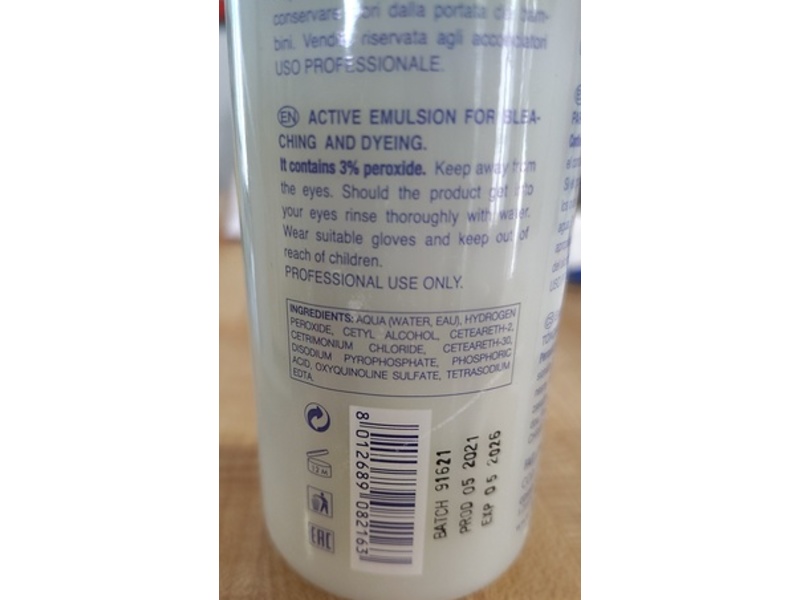 conservare fuori dalla portata dei bam-
bini. Vendita riservata agli acconciatori
USO PROFESSIONALE.
EN ACTIVE EMULSION FOR BLEA-
CHING AND DYEING.
It contains 3% peroxide. Keep away from
the eyes. Should the product get into
your eyes rinse thoroughly with water.
Wear suitable gloves and keep out of
reach of children.
PROFESSIONAL USE ONLY.
INGREDIENTS: AQUA (WATER, EAU), HYDROGEN
PEROXIDE, CETYL ALCOHOL, CETEARETH-2,
CETRIMONIUM CHLORIDE, CETEARETH-30,
DISODIUM PYROPHOSPHATE, PHOSPHORIC
ACID, OXYQUINOLINE SULFATE, TETRASODIUM
EDTA.
12 M
EAC
8 012689 082163
BATCH 91621
PROD 05 2021
EXP 05 2026